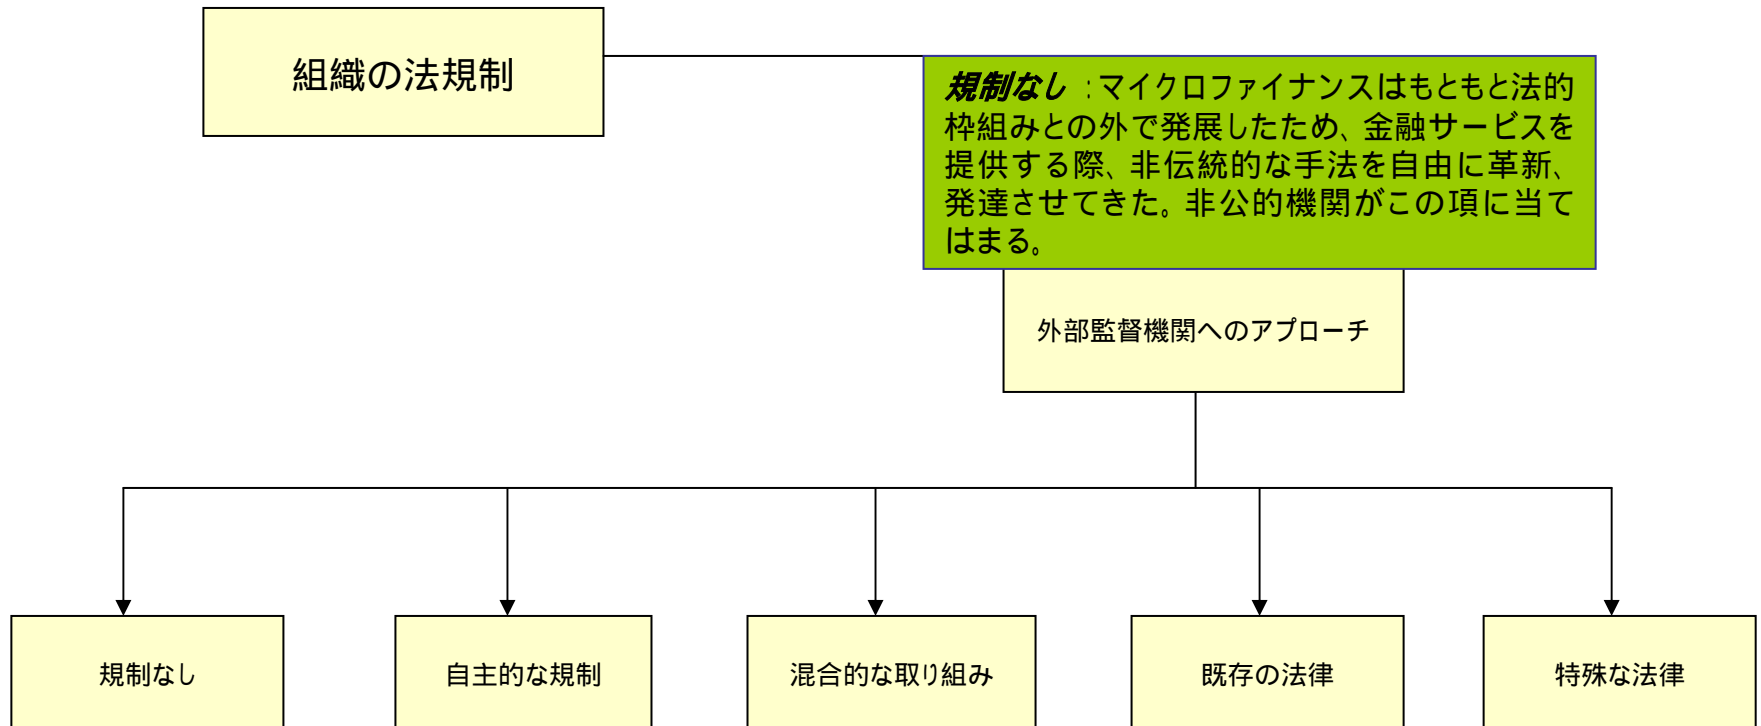 組織の法規制
規制なし：マイクロファイナンスはもともと法的
枠組みとの外で発展したため、金融サービスを
提供する際、非伝統的な手法を自由に革新、
発達させてきた。非公的機関がこの項に当て
はまる。
外部監督機関へのアプローチ
規制なし
自主的な規制
混合的な取り組み
既存の法律
特殊な法律